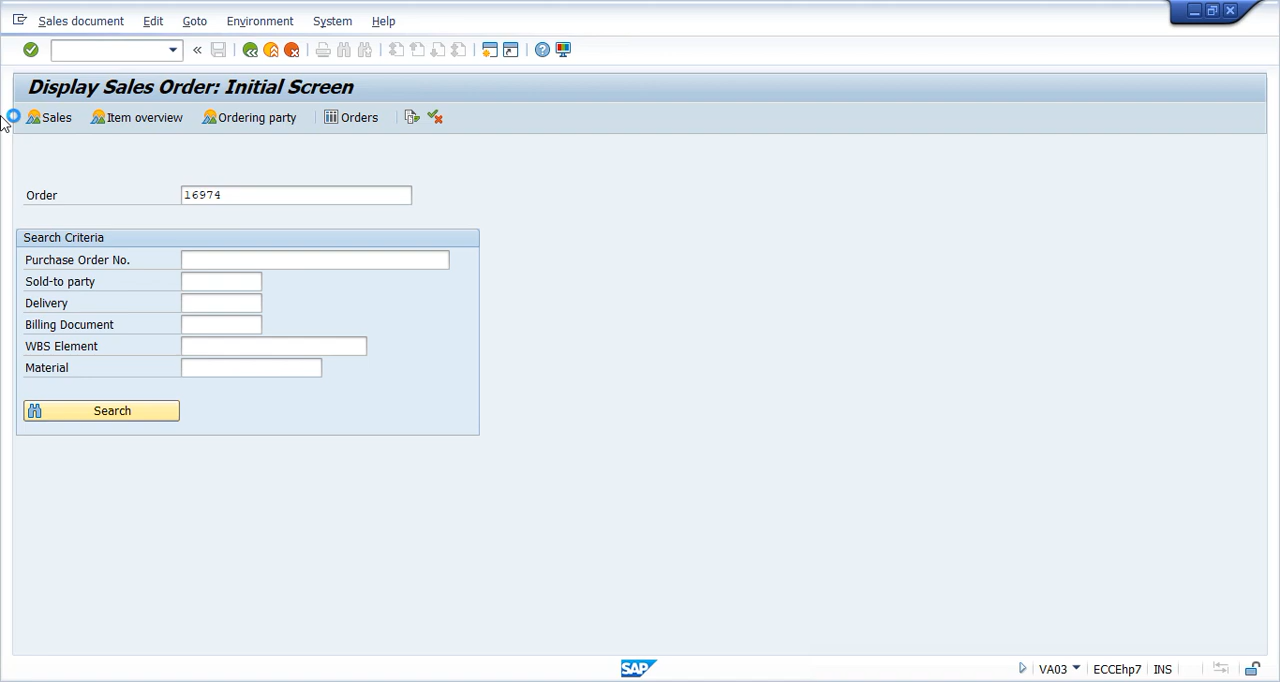 Sales document Edit Goto Environment System Help
Display Sales Order: Initial Screen
Sales Item overview Ordering party Orders
Order 16974
Search Criteria
Purchase Order No.
Sold-to party
Delivery
Billing Document
WBS Element
Material
Search
SAP VA03 ECCEhp7 INS